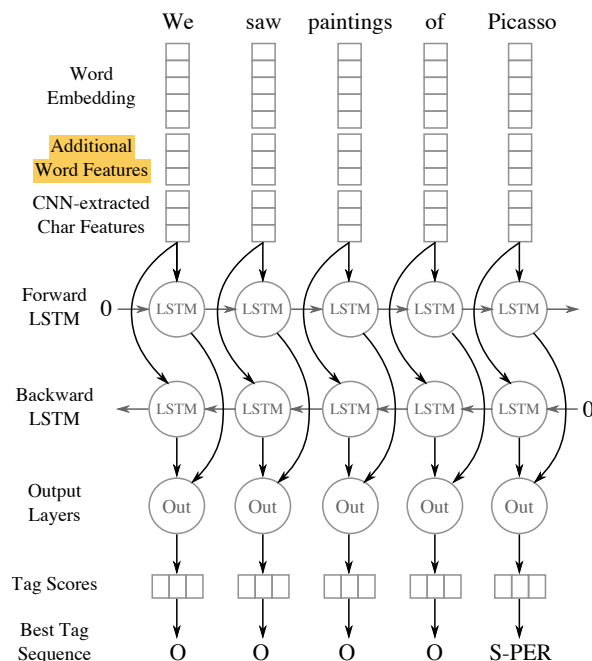 We saw paintings of Picasso
Word
Embedding
Additional
Word Features
CNN-extracted
Char Features
Forward
LSTM
0 LSTM LSTM LSTM LSTM LSTM
Backward
LSTM
LSTM LSTM LSTM LSTM LSTM 0
Output
Layers
Out Out Out Out Out
Tag Scores
Best Tag
Sequence
O O O O S-PER